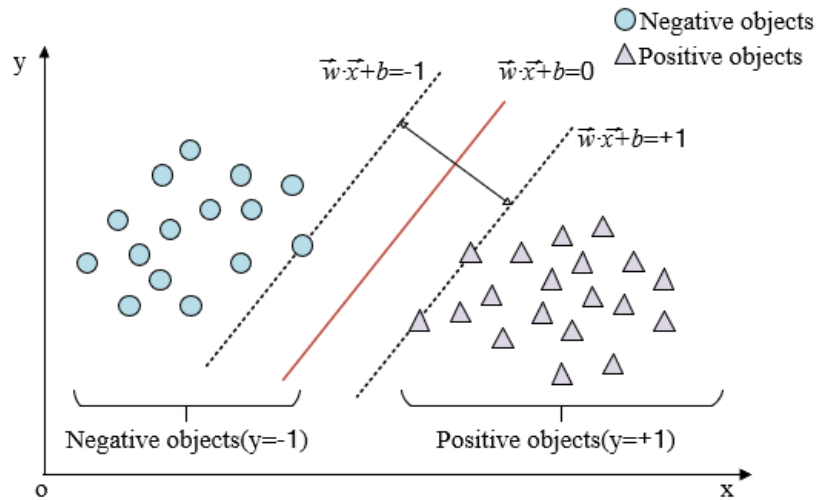 Negative objects
Positive objects
y
w⃗·x⃗+b=-1
w⃗·x⃗+b=0
w⃗·x⃗+b=+1
Negative objects(y=-1)
Positive objects(y=+1)
o
x